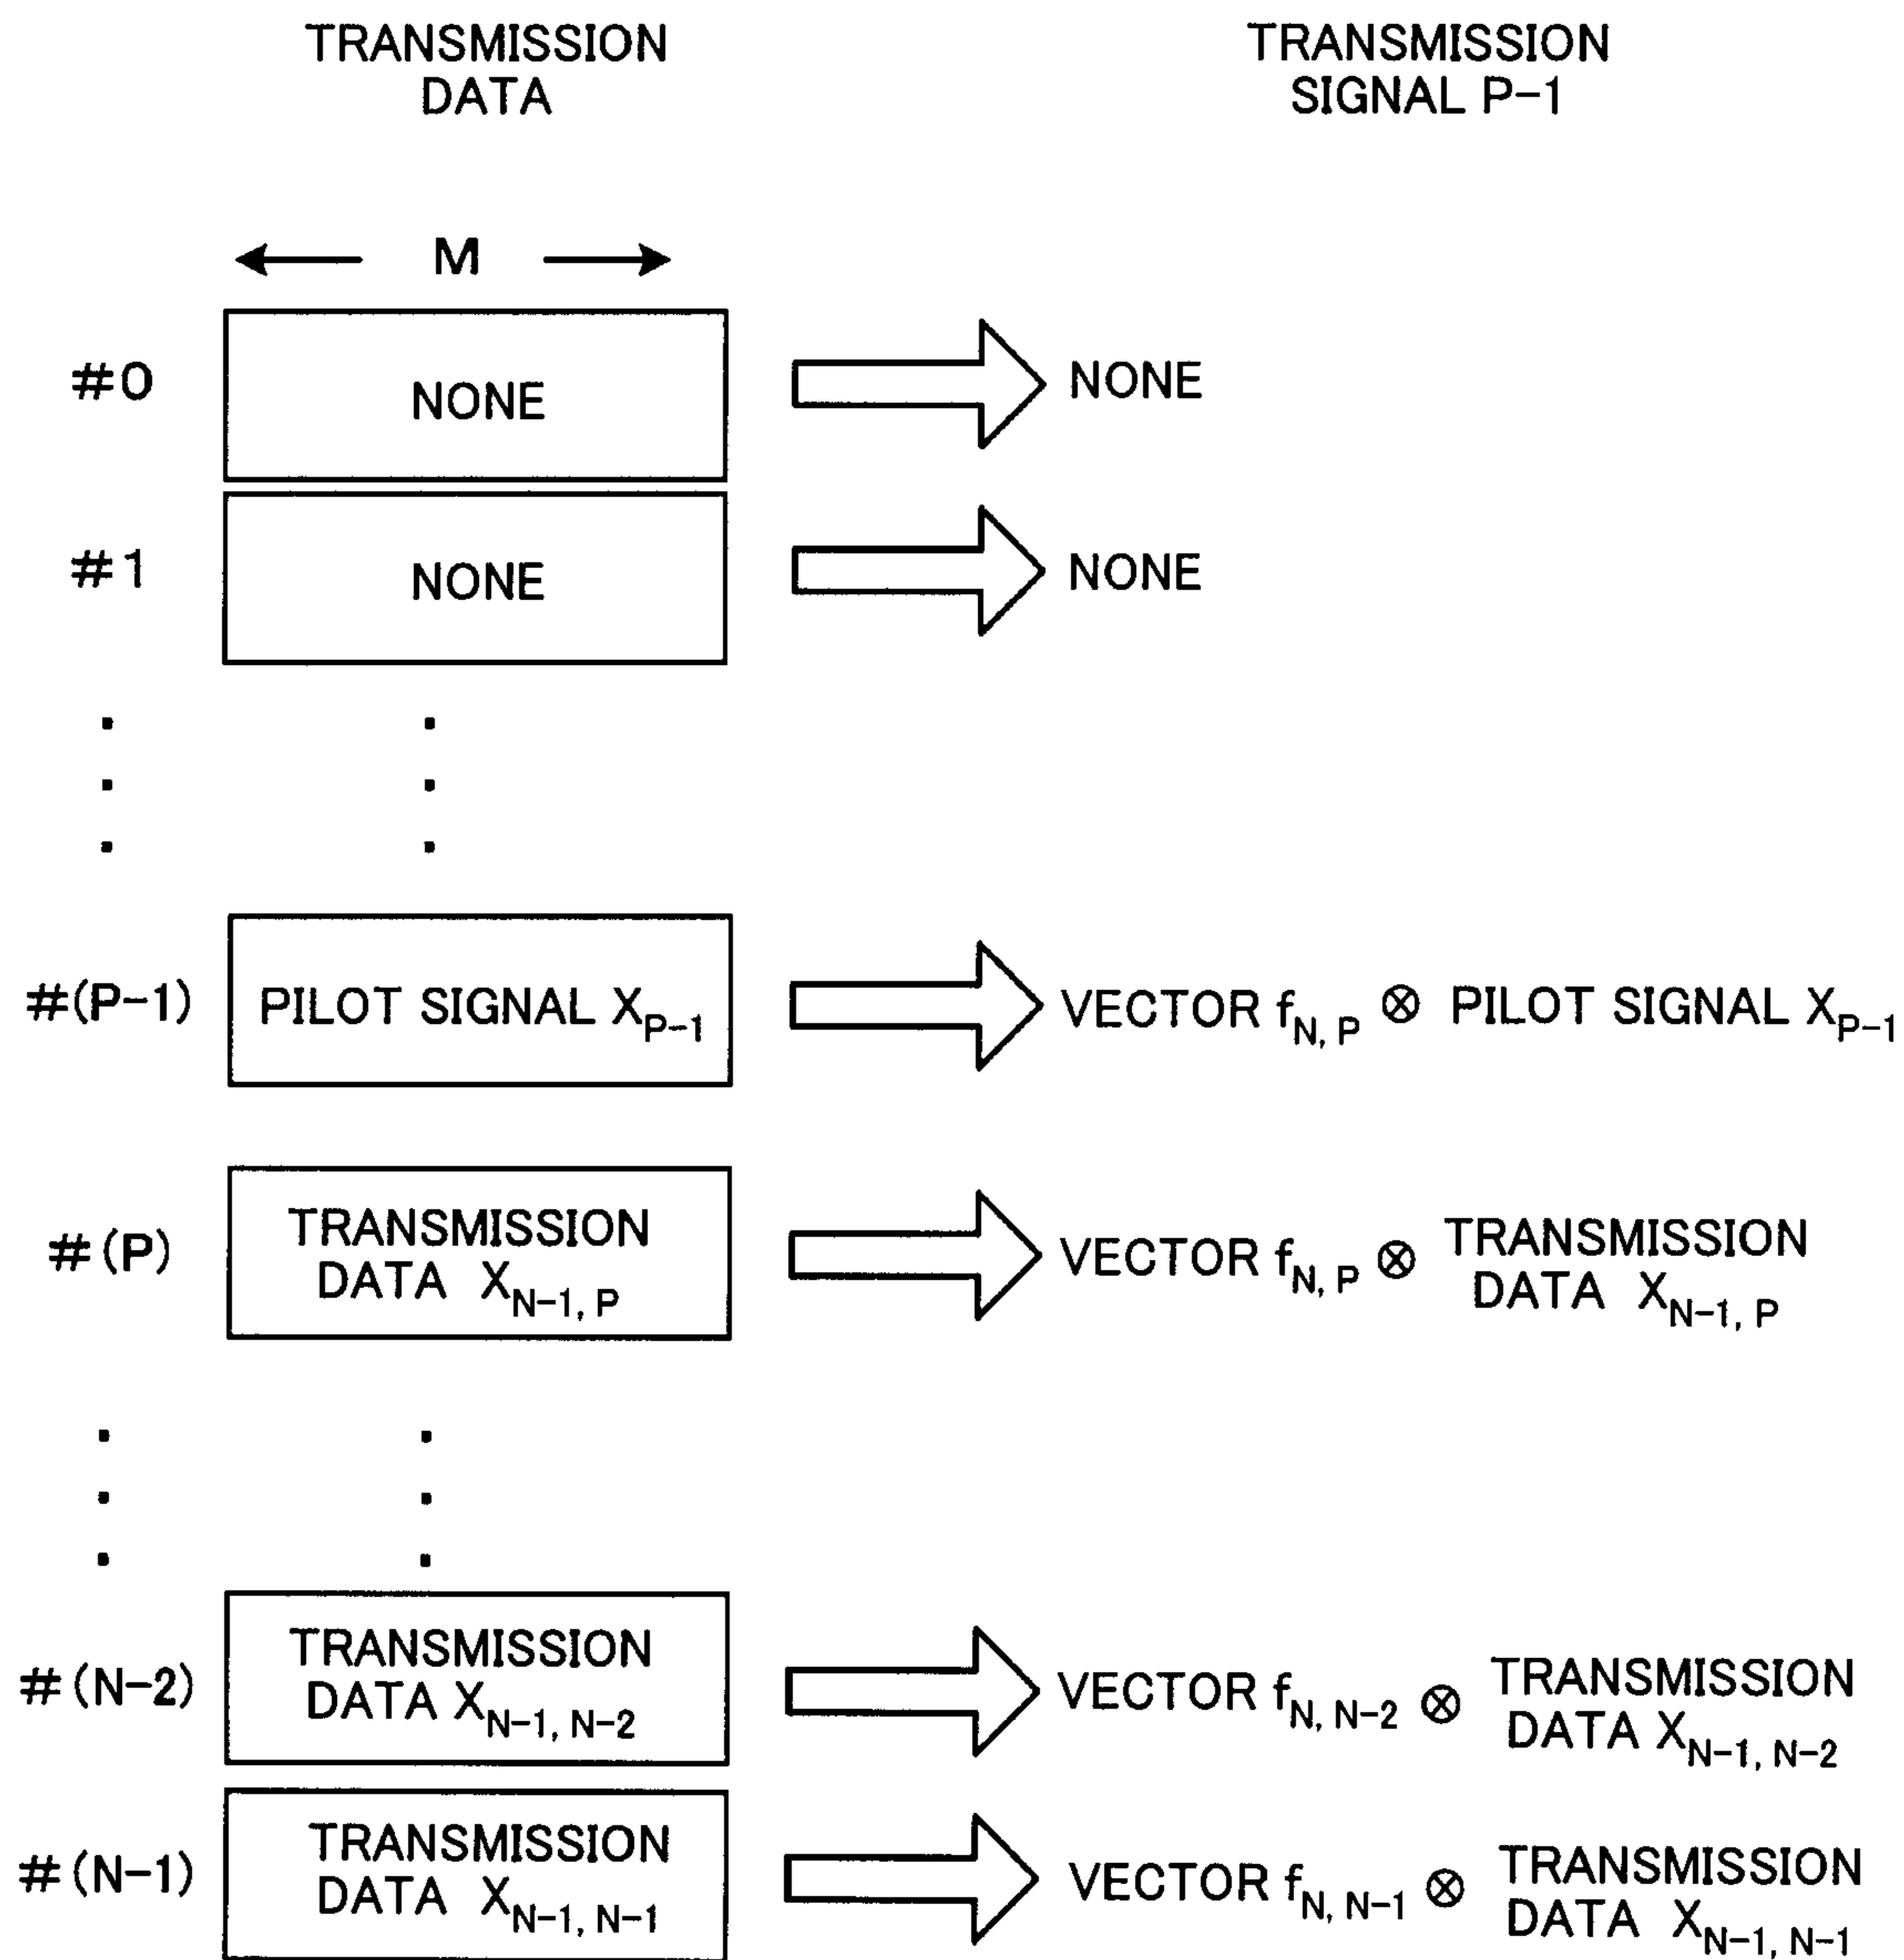 TRANSMISSION
DATA
TRANSMISSION
SIGNAL P-1
M
#0
NONE
NONE
#1
NONE
NONE
#(P-1)
PILOT SIGNAL X_{P-1}
VECTOR f_{N, P} ⊗ PILOT SIGNAL X_{P-1}
#(P)
TRANSMISSION
DATA X_{N-1, P}
VECTOR f_{N, P} ⊗
TRANSMISSION
DATA X_{N-1, P}
#(N-2)
TRANSMISSION
DATA X_{N-1, N-2}
VECTOR f_{N, N-2} ⊗
TRANSMISSION
DATA X_{N-1, N-2}
#(N-1)
TRANSMISSION
DATA X_{N-1, N-1}
VECTOR f_{N, N-1} ⊗
TRANSMISSION
DATA X_{N-1, N-1}